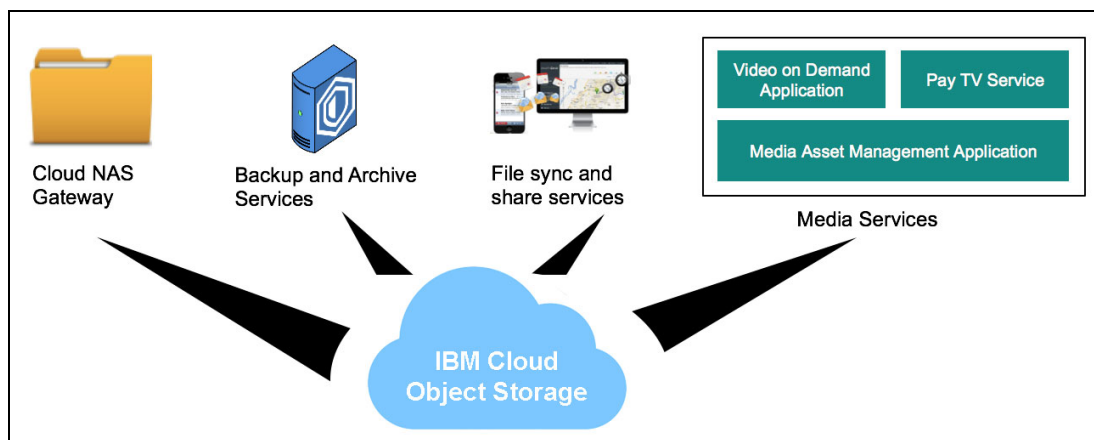 Cloud NAS
Gateway
Backup and Archive
Services
File sync and
share services
Video on Demand
Application
Pay TV Service
Media Asset Management Application
Media Services
IBM Cloud
Object Storage